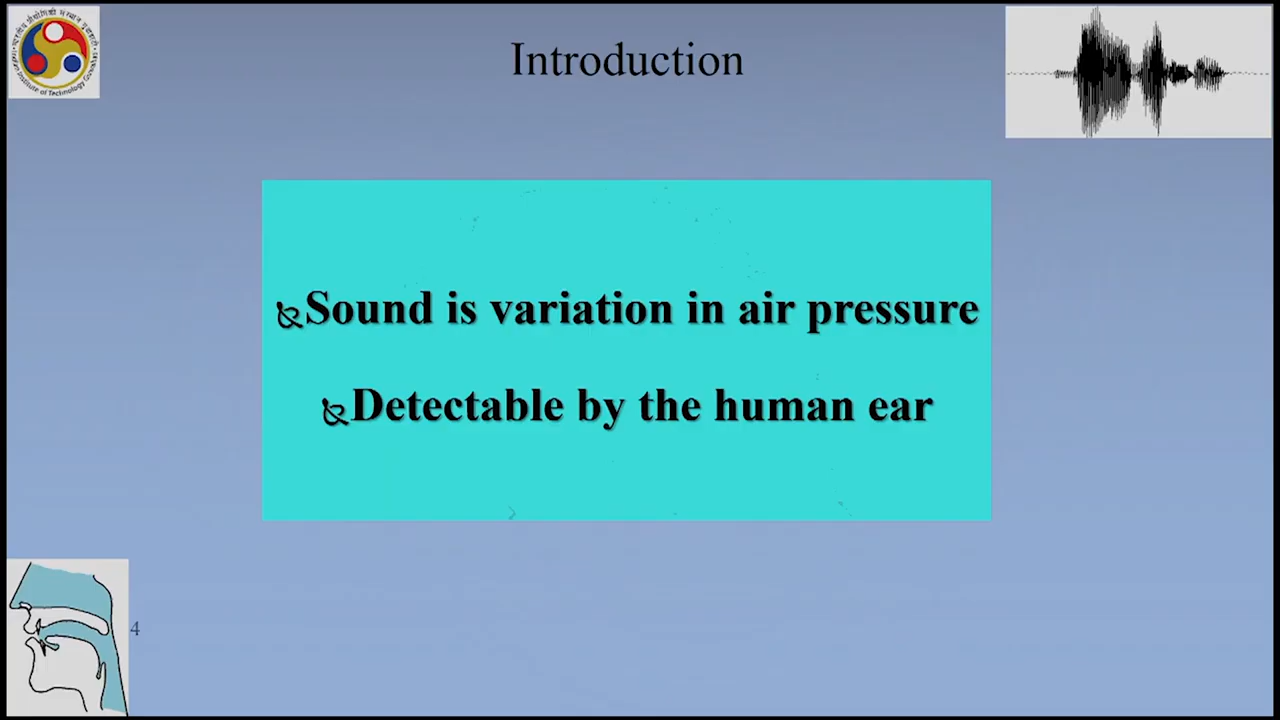 Introduction
Sound is variation in air pressure
Detectable by the human ear
4